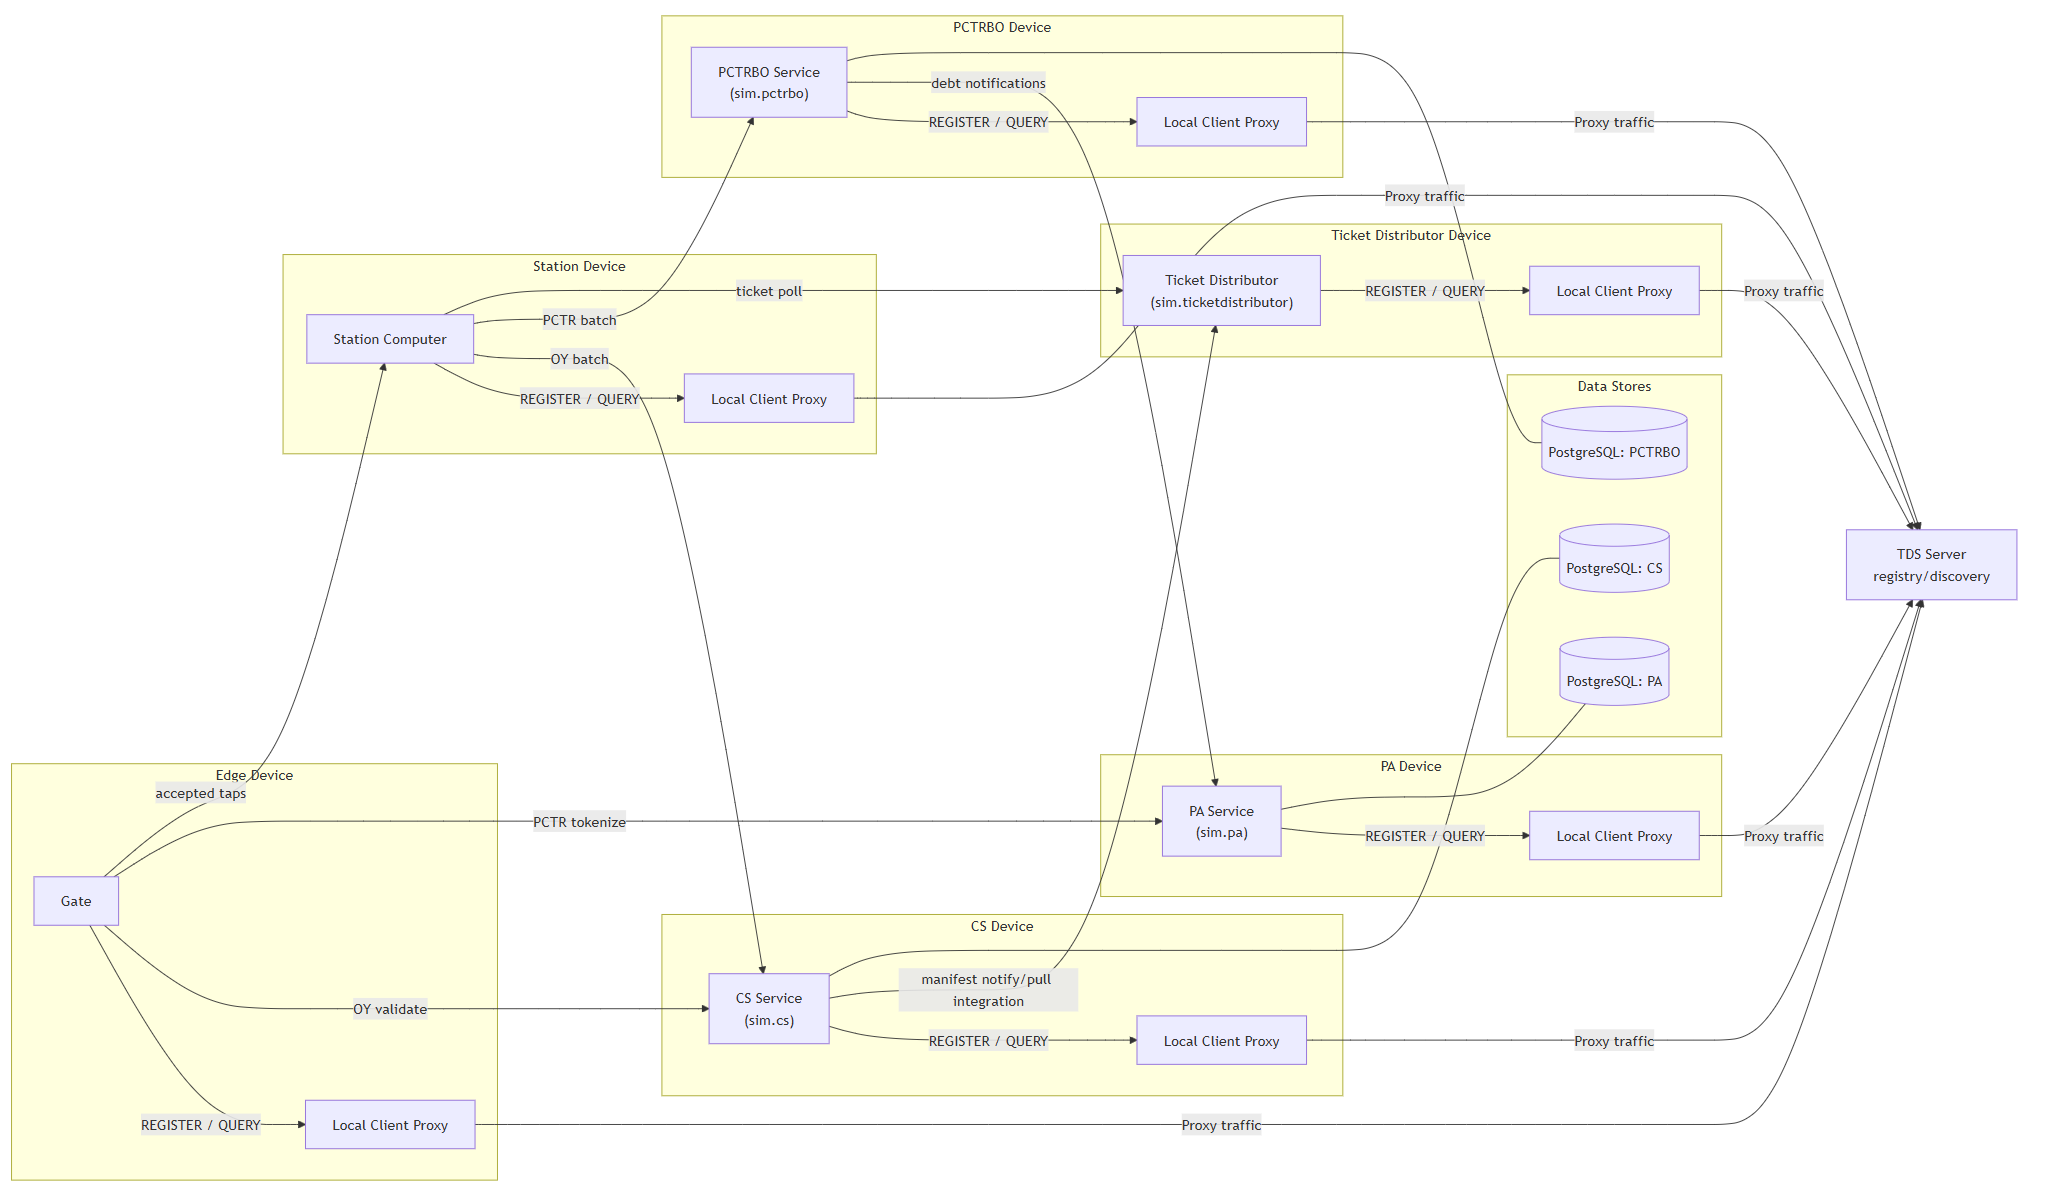 PCTRBO Device
PCTRBO Service
(sim.pctrbo)
debt notifications
REGISTER / QUERY
Local Client Proxy
Proxy traffic
Proxy traffic
Ticket Distributor Device
Ticket Distributor
(sim.ticketdistributor)
REGISTER / QUERY
Local Client Proxy
Proxy traffic
Station Device
Station Computer
ticket poll
PCTR batch
OY batch
REGISTER / QUERY
Local Client Proxy
Data Stores
PostgreSQL: PCTRBO
PostgreSQL: CS
PostgreSQL: PA
TDS Server
registry/discovery
Edge Device
accepted taps
PCTR tokenize
Gate
OY validate
REGISTER / QUERY
Local Client Proxy
Proxy traffic
PA Device
PA Service
(sim.pa)
REGISTER / QUERY
Local Client Proxy
Proxy traffic
CS Device
CS Service
(sim.cs)
manifest notify/pull
integration
REGISTER / QUERY
Local Client Proxy
Proxy traffic